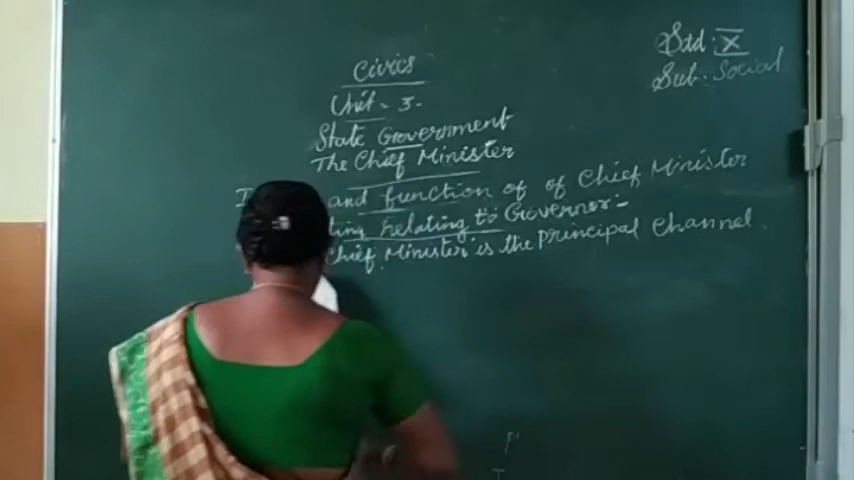 Std: X
Sub: Social
Civics
Unit - 3-
State Government
The Chief Minister
and function of of Chief Minister
relating to Governor:-
Chief Minister is the Principal Channel.